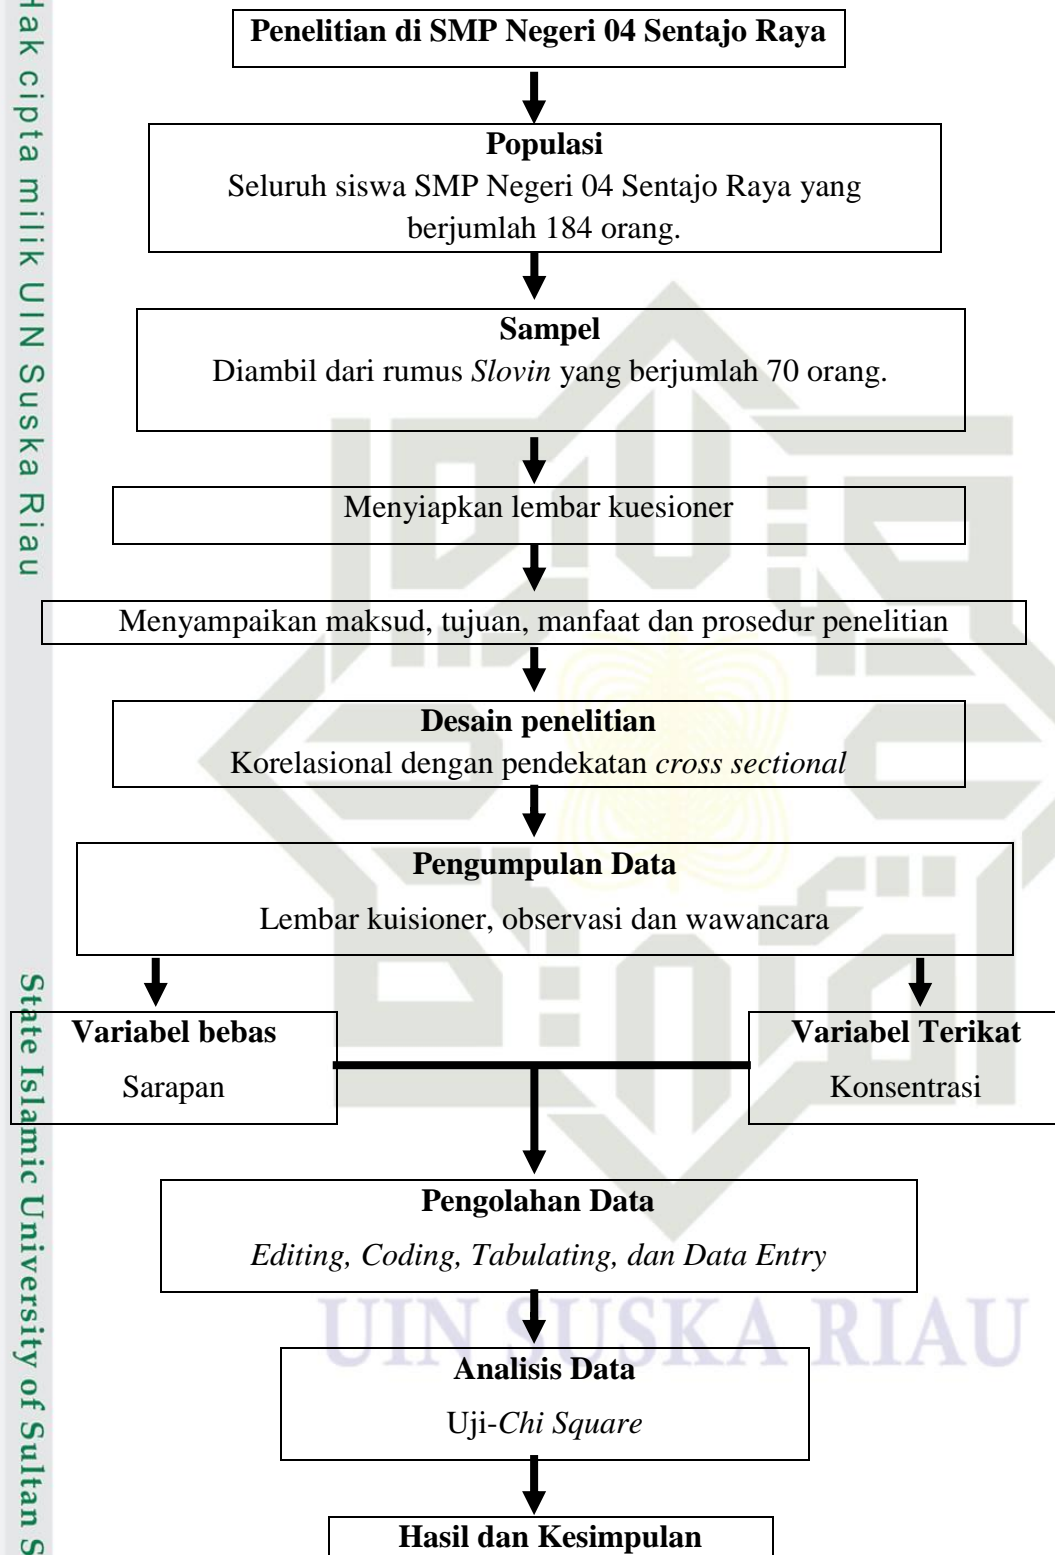 Hak cipta milik UIN Suska Riau
State Islamic University of Sultan S
Penelitian di SMP Negeri 04 Sentajo Raya
Populasi
Seluruh siswa SMP Negeri 04 Sentajo Raya yang
berjumlah 184 orang.
Sampel
Diambil dari rumus Slovin yang berjumlah 70 orang.
Menyiapkan lembar kuesioner
Menyampaikan maksud, tujuan, manfaat dan prosedur penelitian
Desain penelitian
Korelasional dengan pendekatan cross sectional
Pengumpulan Data
Lembar kuisioner, observasi dan wawancara
Variabel bebas
Sarapan
Variabel Terikat
Konsentrasi
Pengolahan Data
Editing, Coding, Tabulating, dan Data Entry
UIN SUSKA RIAU
Analisis Data
Uji-Chi Square
Hasil dan Kesimpulan